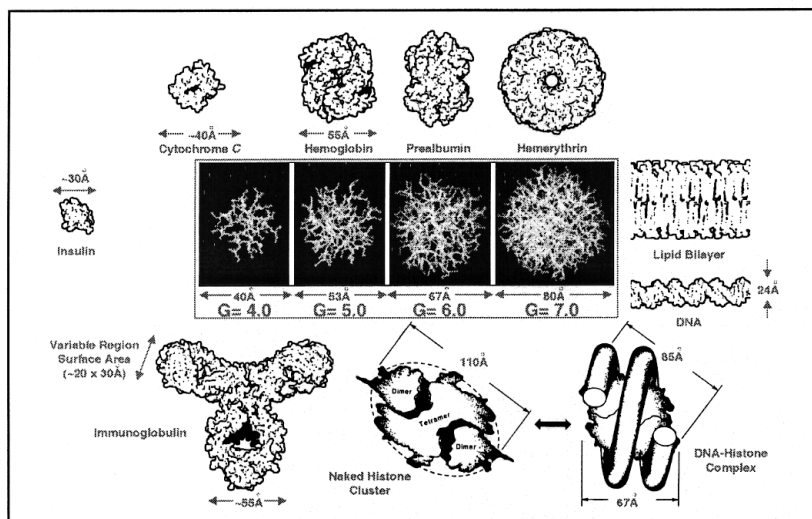 ~40Å
Cytochrome C
55Å
Hemoglobin
Prealbumin
Hemerythrin
~30Å
Insulin
Lipid Bilayer
24Å
DNA
40Å
G= 4.0
53Å
G= 5.0
67Å
G= 6.0
80Å
G= 7.0
Variable Region
Surface Area
(~20 x 30Å)
Immunoglobulin
~55Å
110Å
Dimer
Tetramer
Dimer
Naked Histone
Cluster
85Å
DNA-Histone
Complex
67Å